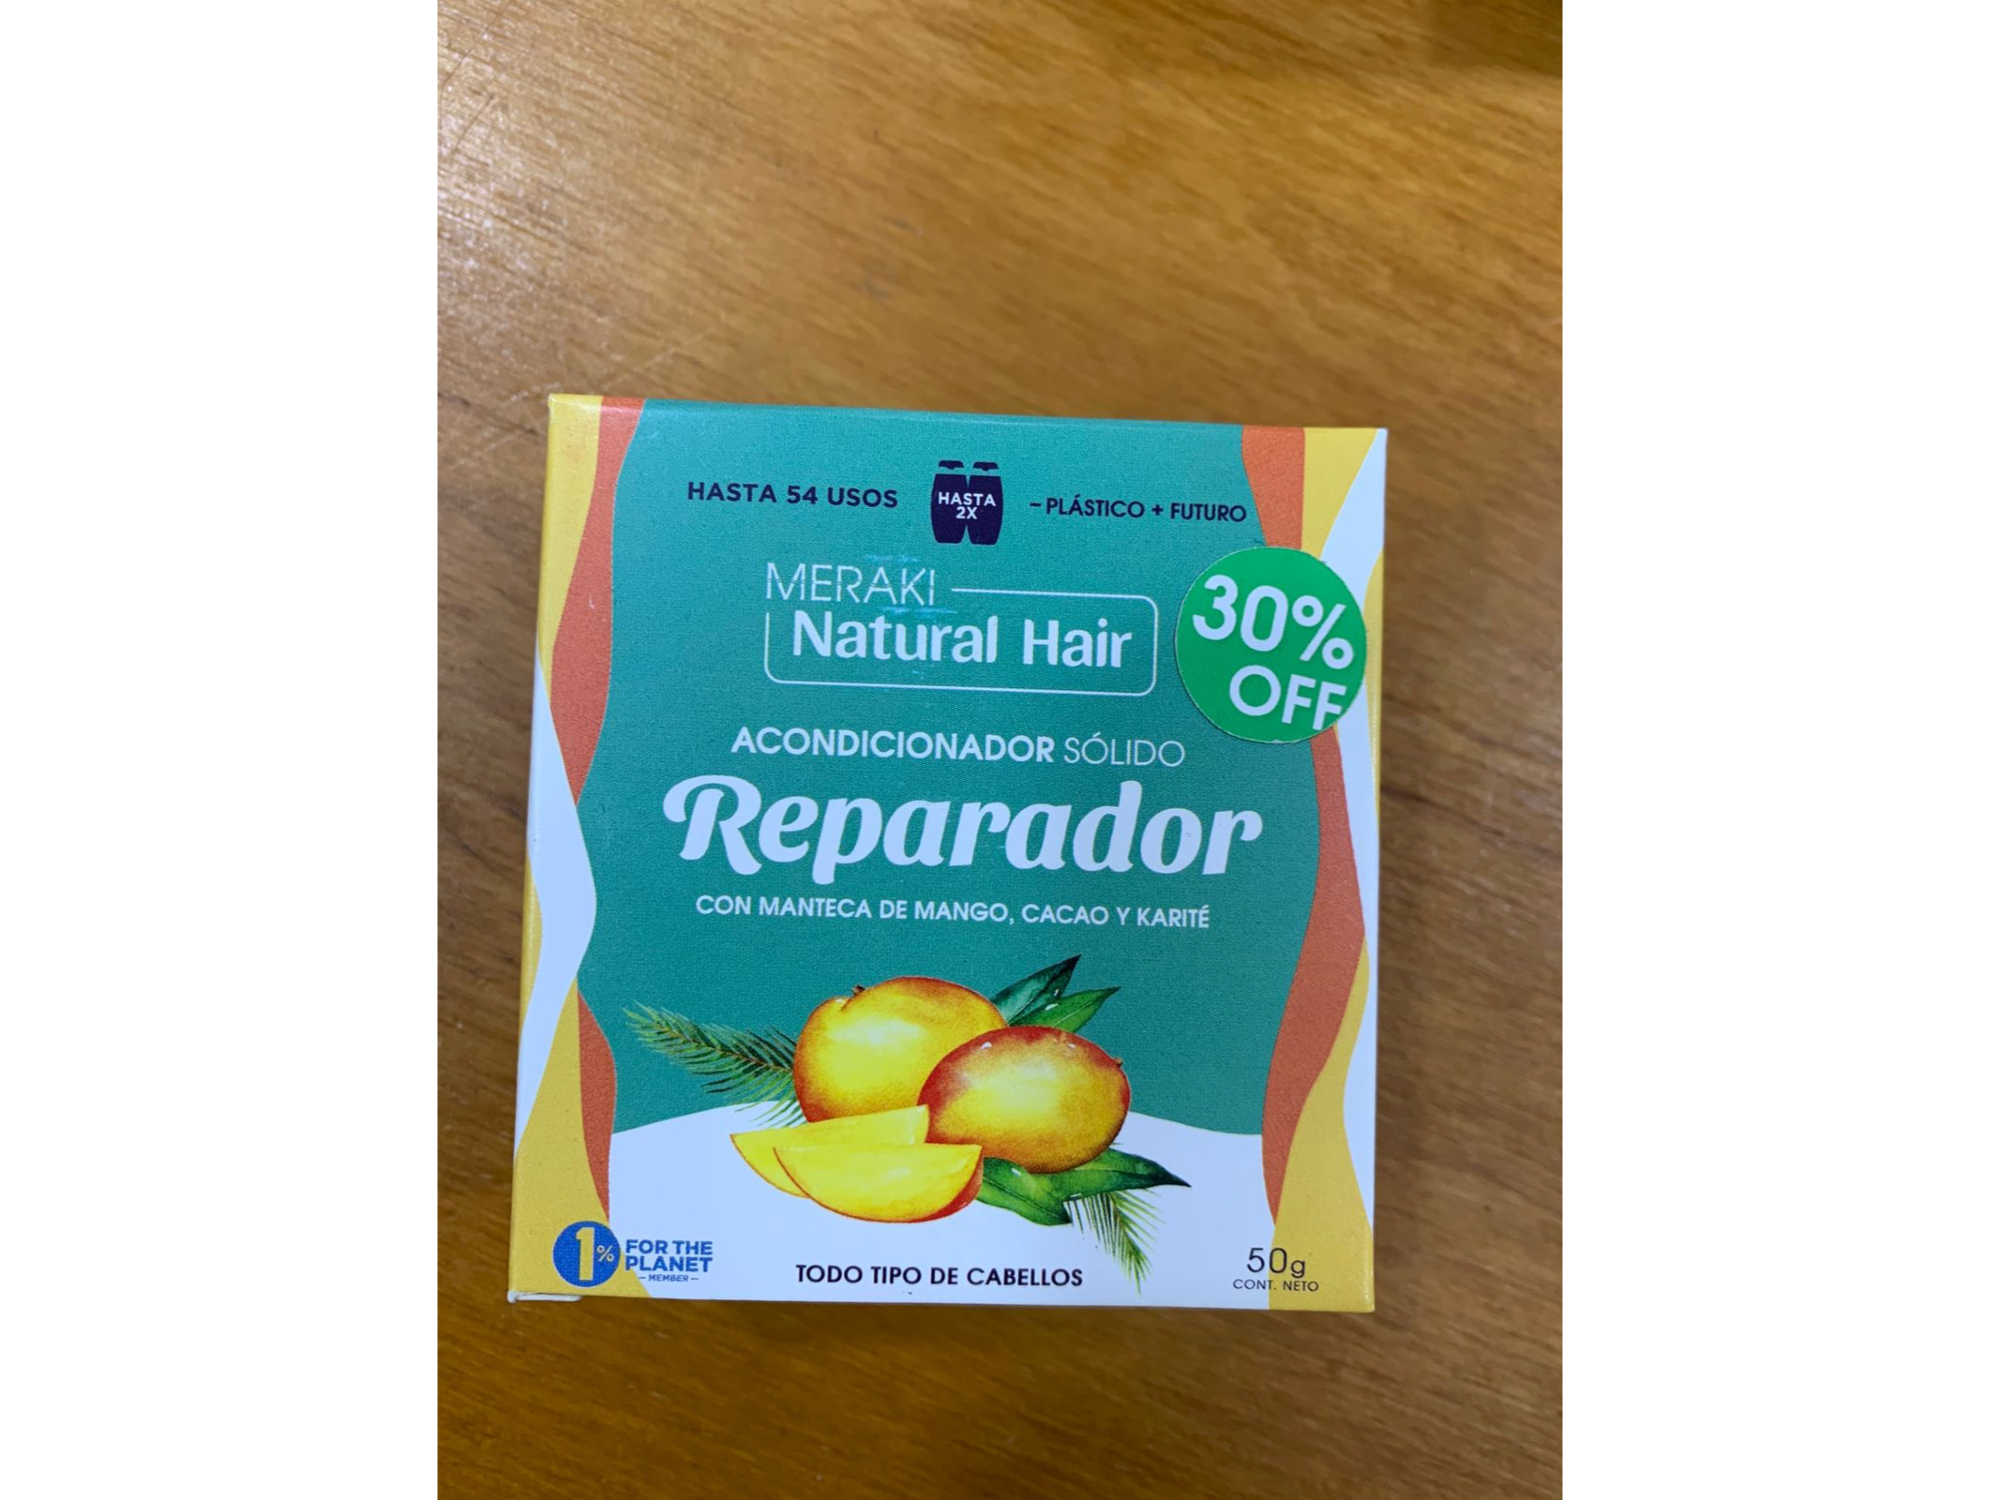 HASTA 54 USOS
HASTA
2X
- PLÁSTICO + FUTURO
MERAKI
Natural Hair
30%
OFF
ACONDICIONADOR SÓLIDO
Reparador
CON MANTECA DE MANGO, CACAO Y KARITÉ
1%
FOR THE
PLANET
- MEMBER -
TODO TIPO DE CABELLOS
50g
CONT. NETO